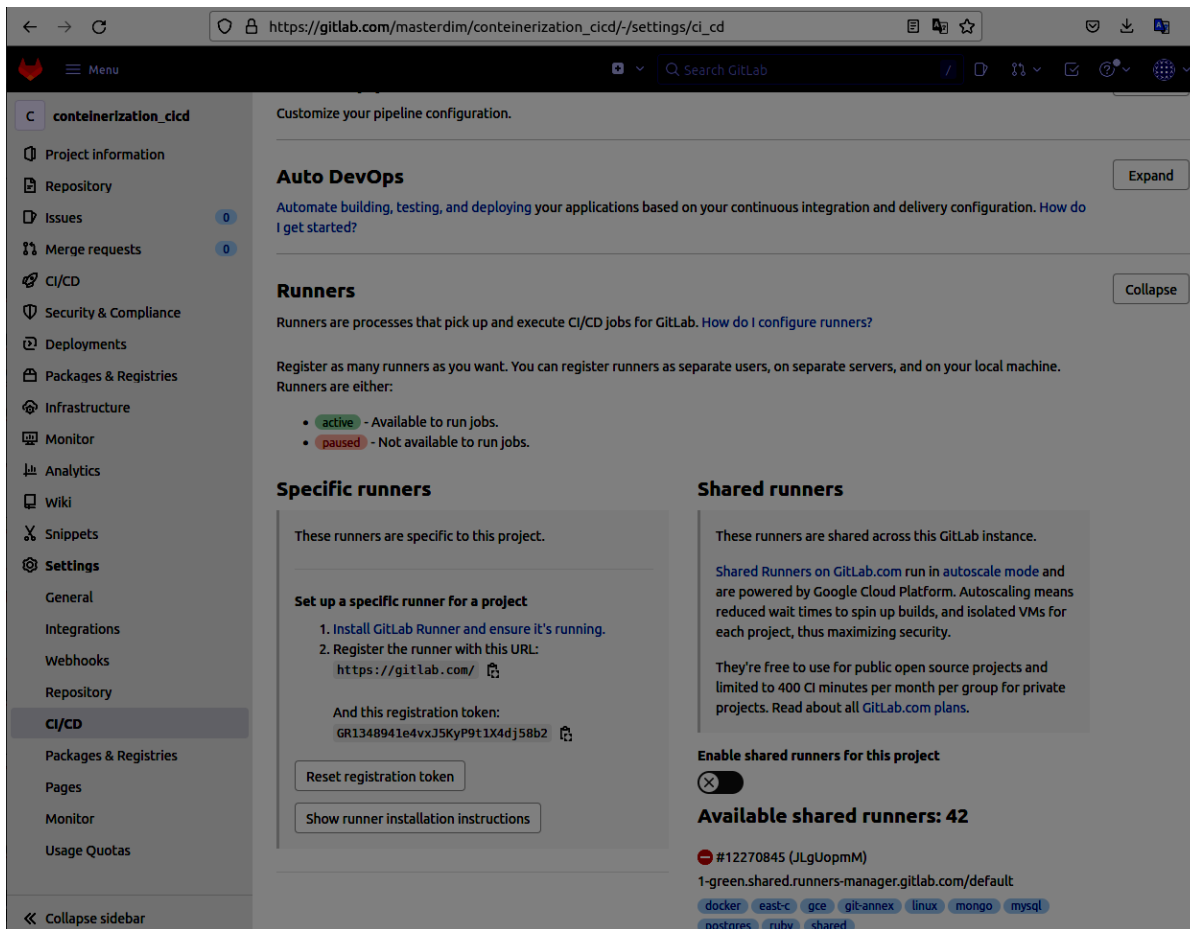 https://gitlab.com/masterdim/conteinerization_cicd/-/settings/ci_cd
Menu
Search GitLab
/
C conteinerization_cicd
Project information
Repository
Issues 0
Merge requests 0
CI/CD
Security & Compliance
Deployments
Packages & Registries
Infrastructure
Monitor
Analytics
Wiki
Snippets
Settings
General
Integrations
Webhooks
Repository
CI/CD
Packages & Registries
Pages
Monitor
Usage Quotas
Collapse sidebar
Customize your pipeline configuration.
Auto DevOps
Expand
Automate building, testing, and deploying your applications based on your continuous integration and delivery configuration. How do
I get started?
Runners
Collapse
Runners are processes that pick up and execute CI/CD jobs for GitLab. How do I configure runners?
Register as many runners as you want. You can register runners as separate users, on separate servers, and on your local machine.
Runners are either:
• active - Available to run jobs.
• paused - Not available to run jobs.
Specific runners
These runners are specific to this project.
Set up a specific runner for a project
1. Install GitLab Runner and ensure it's running.
2. Register the runner with this URL:
https://gitlab.com/
And this registration token:
GR1348941e4vxJ5KyP9t1X4dj58b2
Reset registration token
Show runner installation instructions
Shared runners
These runners are shared across this GitLab instance.
Shared Runners on GitLab.com run in autoscale mode and
are powered by Google Cloud Platform. Autoscaling means
reduced wait times to spin up builds, and isolated VMs for
each project, thus maximizing security.
They're free to use for public open source projects and
limited to 400 CI minutes per month per group for private
projects. Read about all GitLab.com plans.
Enable shared runners for this project
Available shared runners: 42
#12270845 (JLgUopmM)
1-green.shared.runners-manager.gitlab.com/default
docker east-c gce git-annex linux mongo mysql
postgres ruby shared